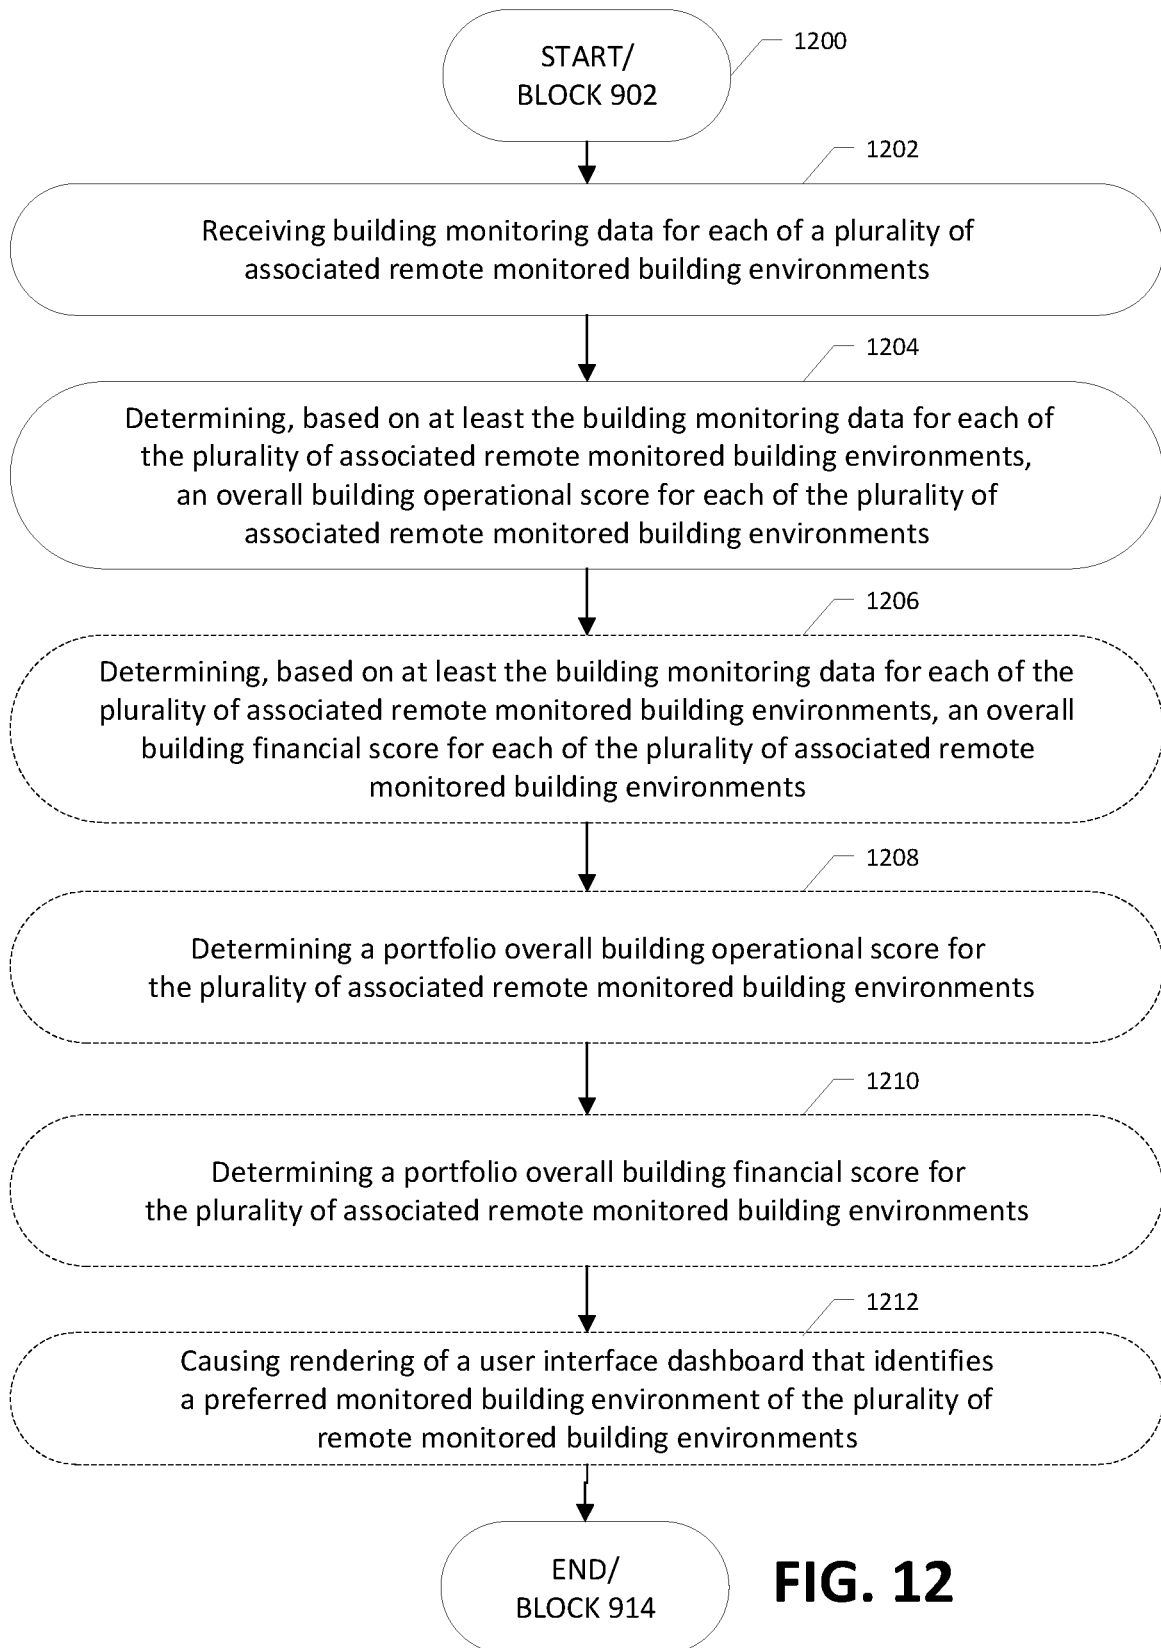 START/
BLOCK 902
1200
1202
Receiving building monitoring data for each of a plurality of
associated remote monitored building environments
1204
Determining, based on at least the building monitoring data for each of
the plurality of associated remote monitored building environments,
an overall building operational score for each of the plurality of
associated remote monitored building environments
1206
Determining, based on at least the building monitoring data for each of the
plurality of associated remote monitored building environments, an overall
building financial score for each of the plurality of associated remote
monitored building environments
1208
Determining a portfolio overall building operational score for
the plurality of associated remote monitored building environments
1210
Determining a portfolio overall building financial score for
the plurality of associated remote monitored building environments
1212
Causing rendering of a user interface dashboard that identifies
a preferred monitored building environment of the plurality of
remote monitored building environments
END/
BLOCK 914
FIG. 12